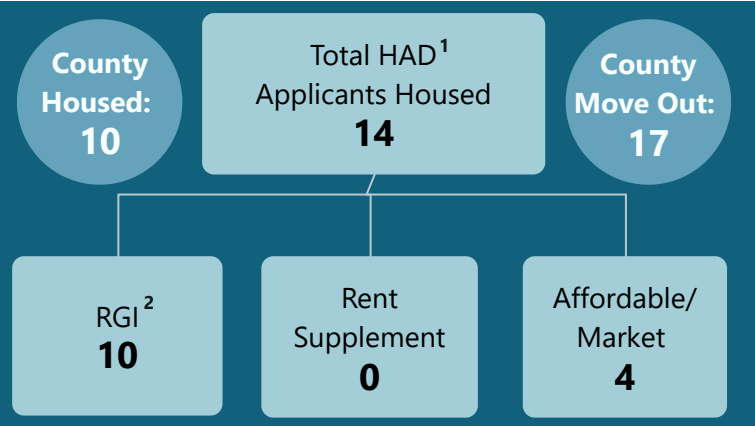 County
Housed:
10
Total HAD¹
Applicants Housed
14
County
Move Out:
17
RGI²
10
Rent
Supplement
0
Affordable/
Market
4